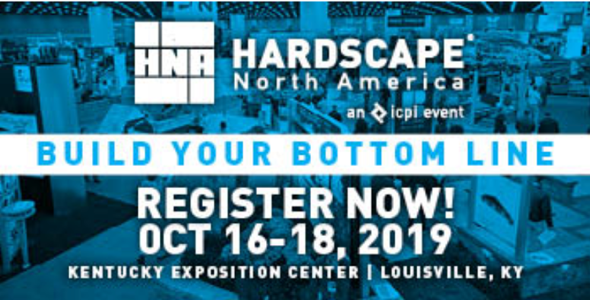 HNA
HARDSCAPE®
North America
an icpi event
BUILD YOUR BOTTOM LINE
REGISTER NOW!
OCT 16-18, 2019
KENTUCKY EXPOSITION CENTER | LOUISVILLE, KY